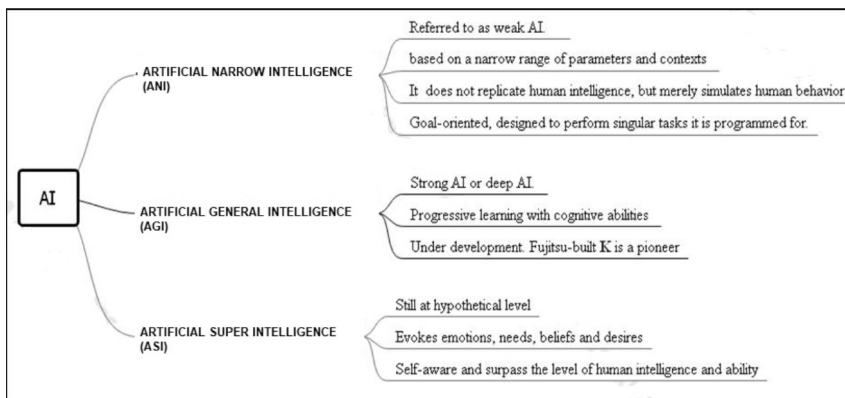 AI
ARTIFICIAL NARROW INTELLIGENCE
(ANI)
Referred to as weak AI.
based on a narrow range of parameters and contexts
It does not replicate human intelligence, but merely simulates human behavior
Goal-oriented, designed to perform singular tasks it is programmed for.
ARTIFICIAL GENERAL INTELLIGENCE
(AGI)
Strong AI or deep AI.
Progressive learning with cognitive abilities
Under development. Fujitsu-built K is a pioneer
ARTIFICIAL SUPER INTELLIGENCE
(ASI)
Still at hypothetical level
Evokes emotions, needs, beliefs and desires
Self-aware and surpass the level of human intelligence and ability